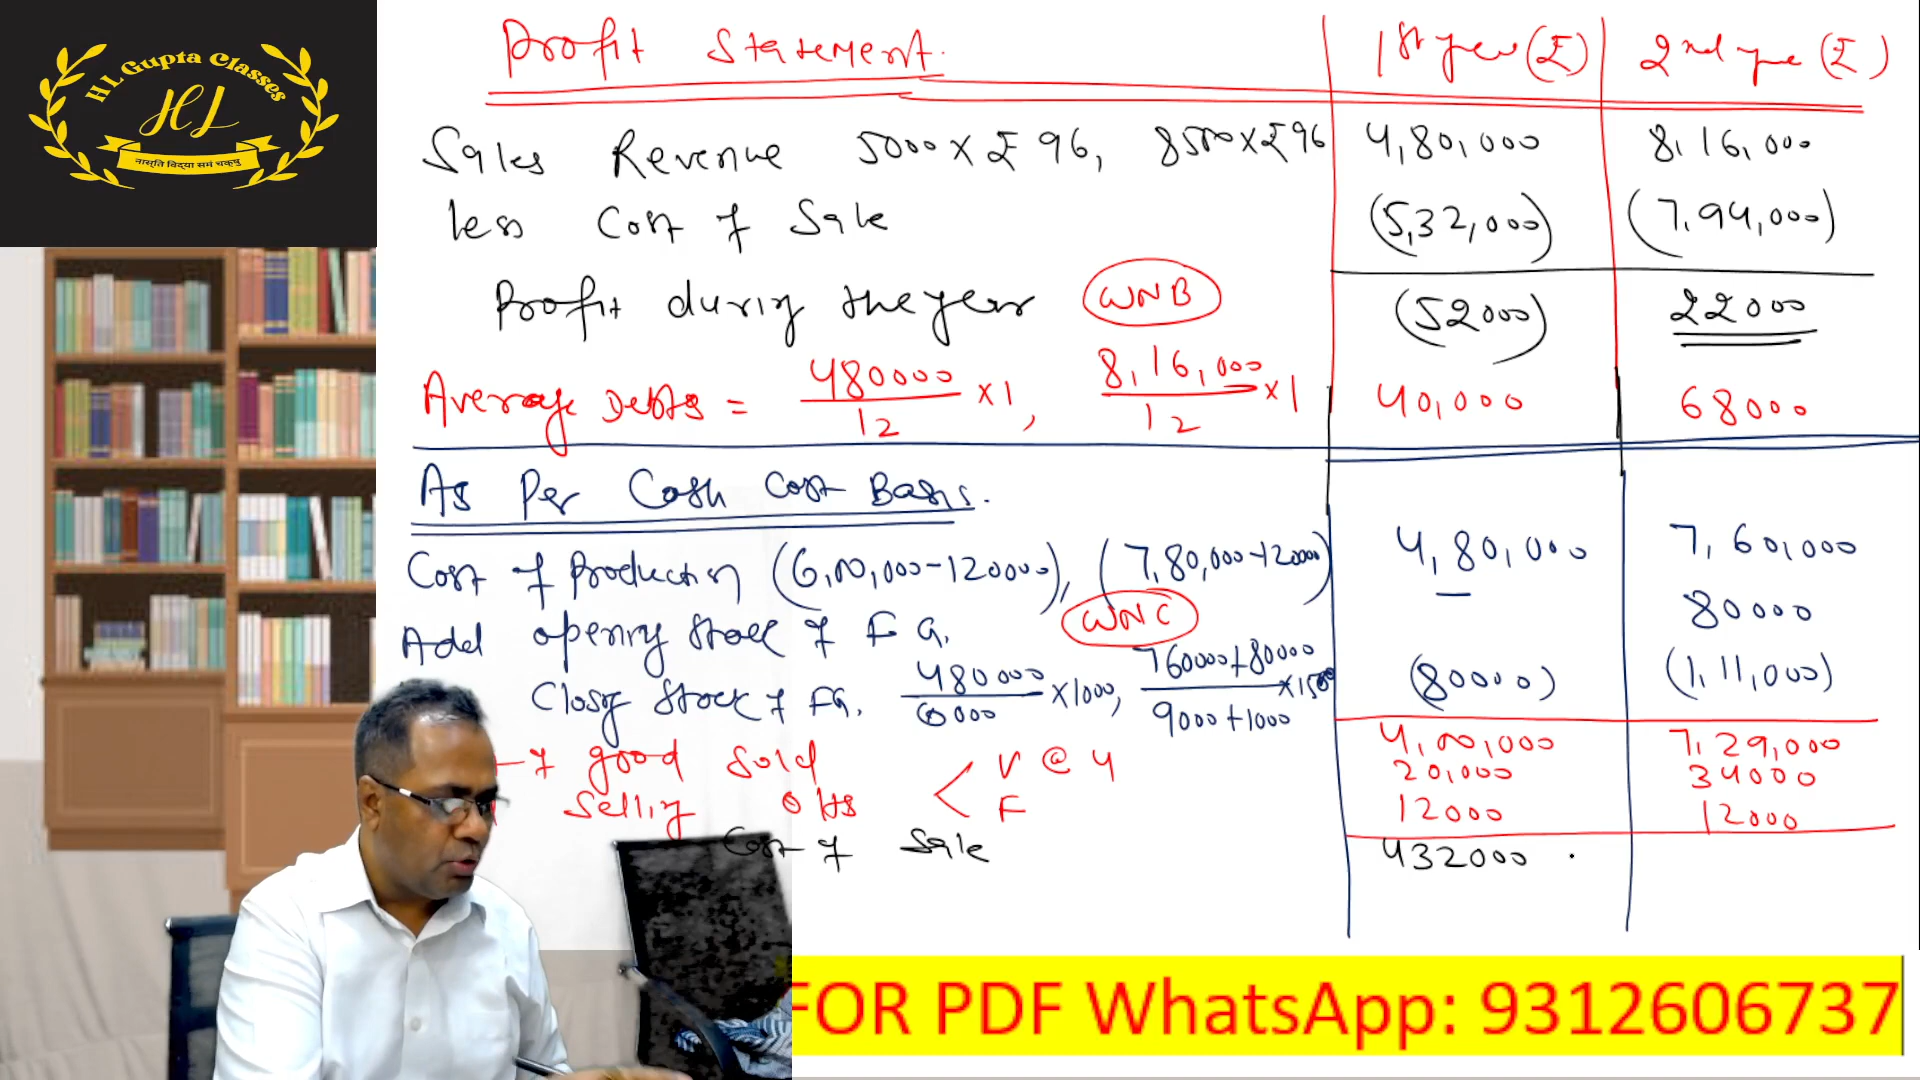 HL Gupta Classes
HL
नास्ति विद्या समं चक्षु
Profit Statement.
1st year (₹)
2nd year (₹)
Sales Revenue 5000 x ₹ 96, 8500 x ₹ 96 4,80,000 8,16,000
less Cost of Sale (5,32,000) (7,94,000)
Profit during the year WNB (52000) 22000
Average Debts = 480000/12 x 1, 8,16,000/12 x 1 40,000 68000
As Per Cash Cost Basis.
Cost of Production (6,00,000-120000), (7,80,000-120000) 4,80,000 7,60,000
WNC
Add opening Stock of F G. 80000
Closing Stock of FG. 480000/6000 x 1000, 760000+80000/9000+1000 x 1500 (80000) (1,11,000)
of good Sold 4,00,000 7,29,000
Selling V @ 4 20,000 34000
F 12000 12000
Cost of Sale 432000
FOR PDF WhatsApp: 9312606737